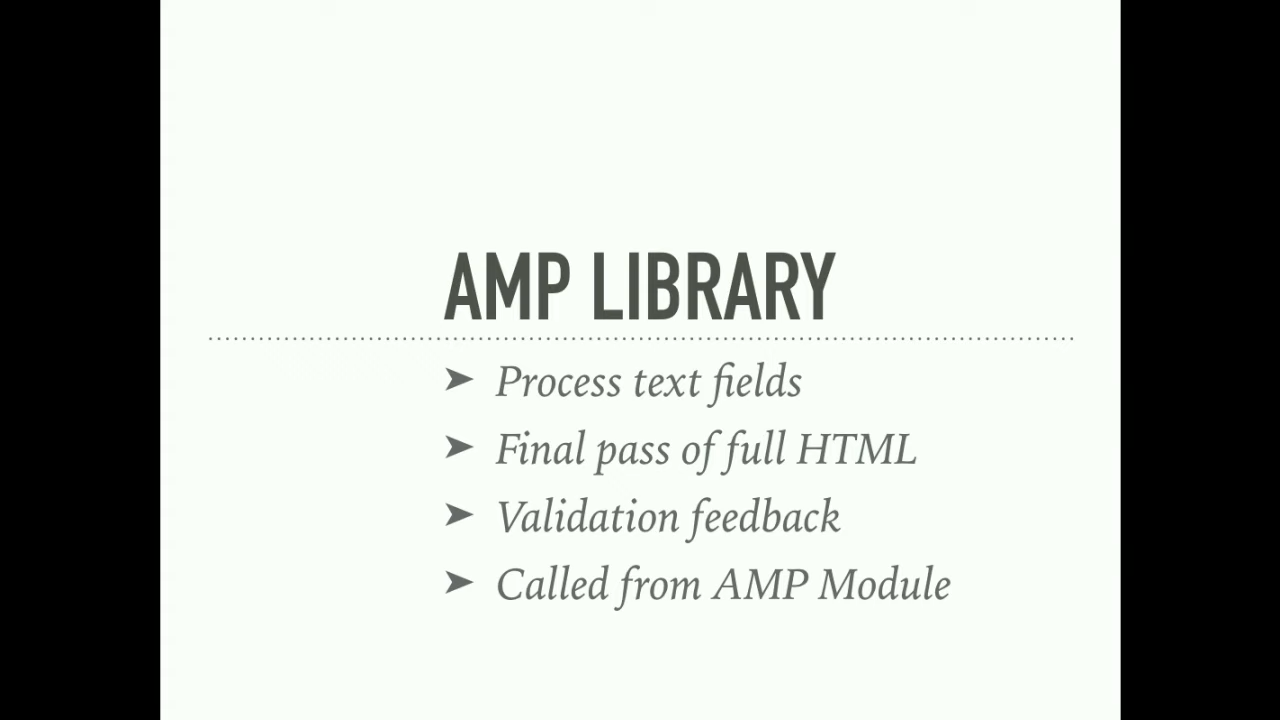 AMP LIBRARY
➤ Process text fields
➤ Final pass of full HTML
➤ Validation feedback
➤ Called from AMP Module